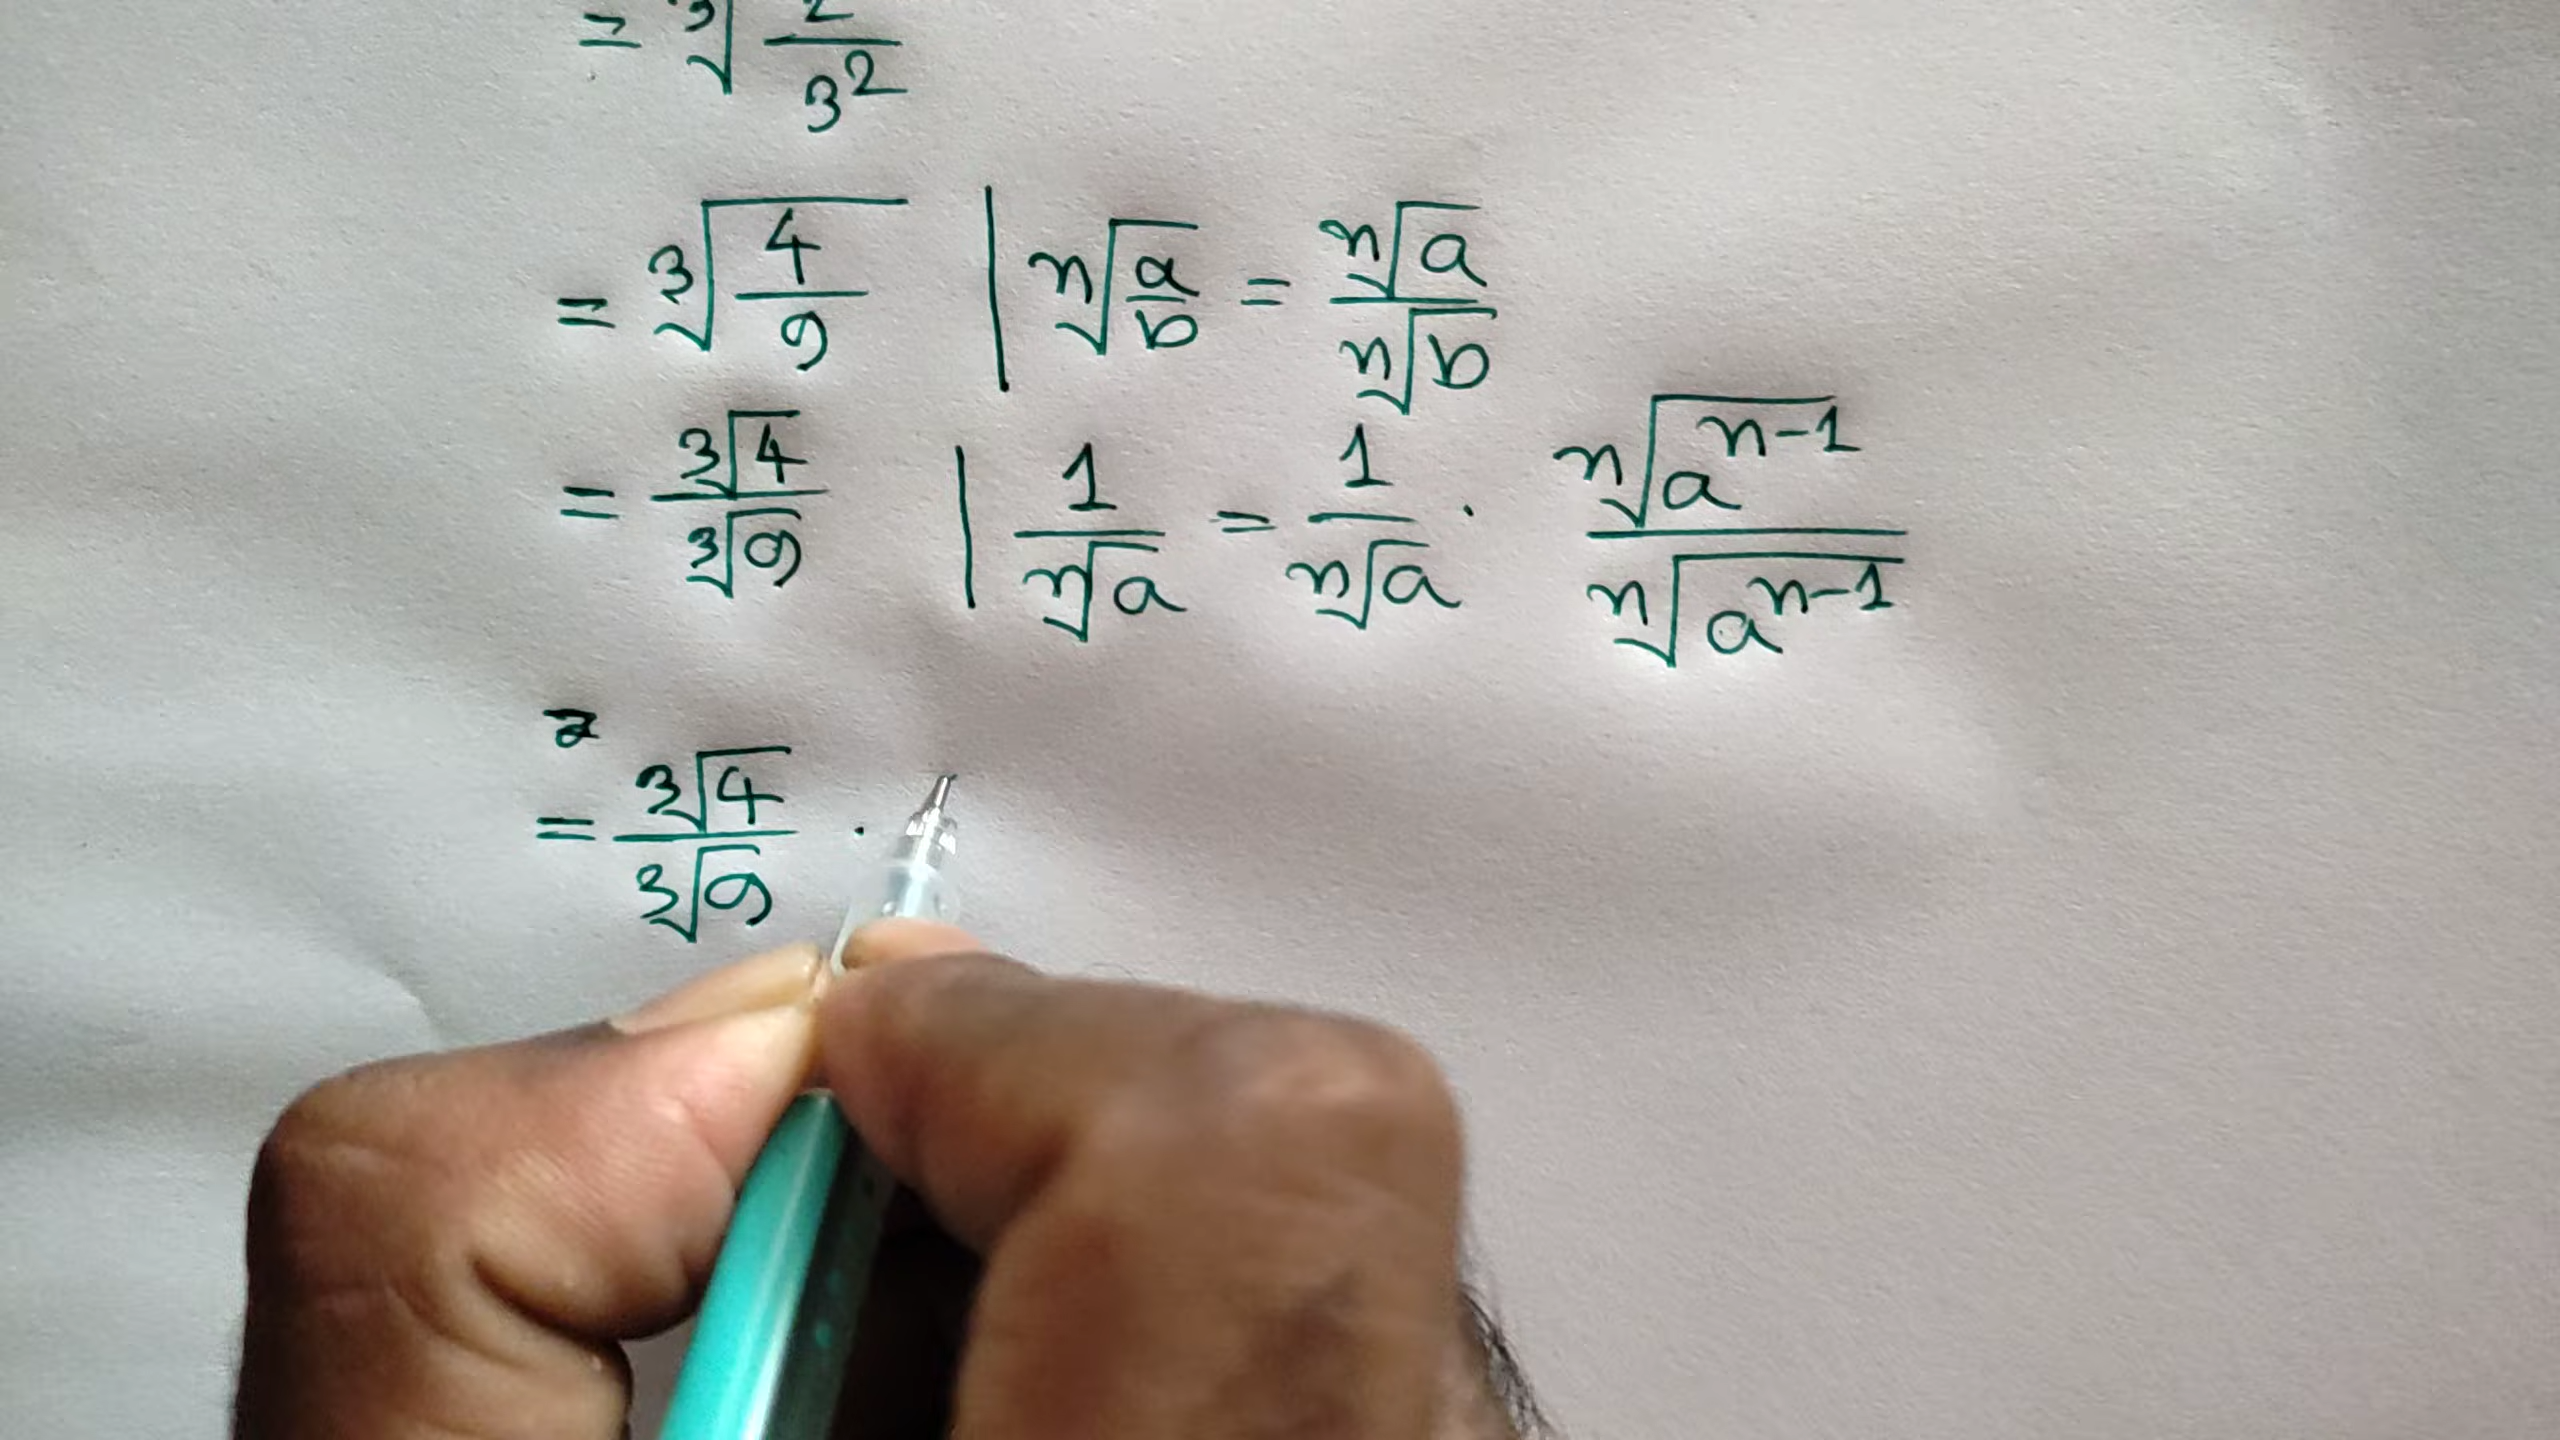 = ∛(2/3²)
= ∛(4/9) | ⁿ√(a/b) = ⁿ√a / ⁿ√b
= ∛4 / ∛9 | 1/ⁿ√a = 1/ⁿ√a · ⁿ√(aⁿ⁻¹) / ⁿ√(aⁿ⁻¹)
= ∛4 / ∛9 ·